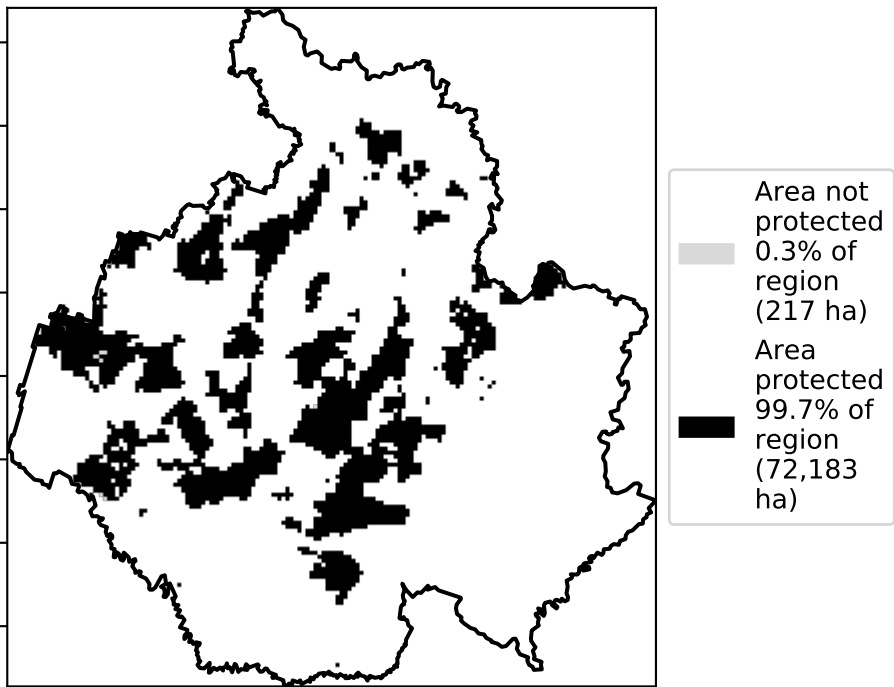 Area not
protected
0.3% of
region
(217 ha)
Area
protected
99.7% of
region
(72,183
ha)